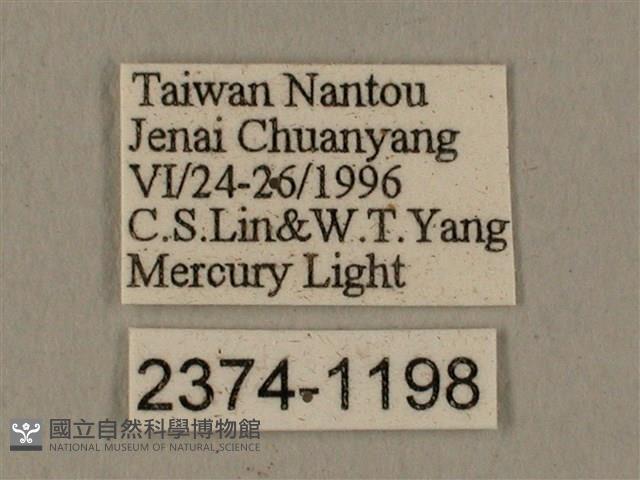 Taiwan Nantou
Jenai Chuanyang
VI/24-26/1996
C.S.Lin&W.T.Yang
Mercury Light
2374-1198
國立自然科學博物館
NATIONAL MUSEUM OF NATURAL SCIENCE